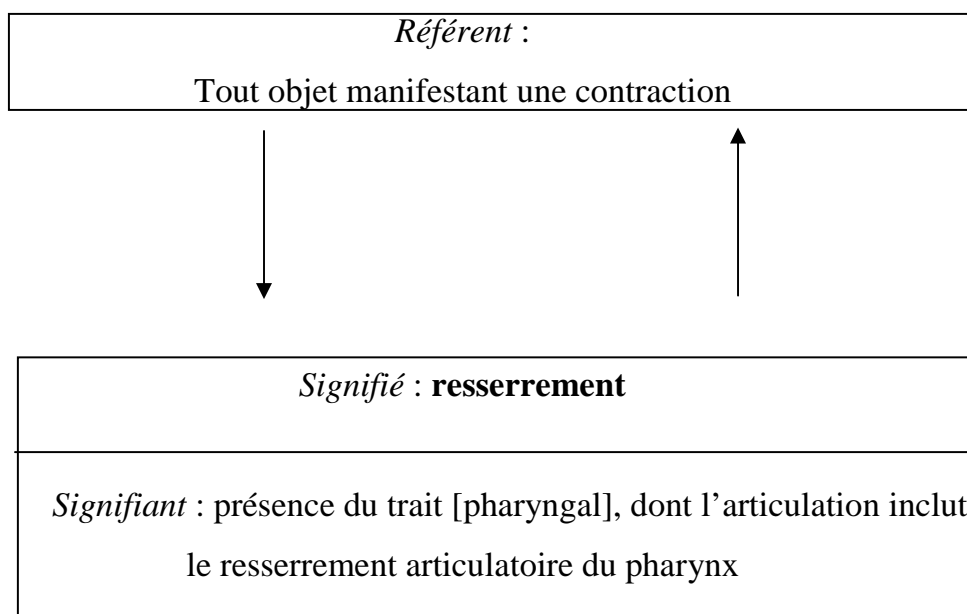 Référent :
Tout objet manifestant une contraction
Signifié : resserrement
Signifiant : présence du trait [pharyngal], dont l’articulation inclut
le resserrement articulatoire du pharynx